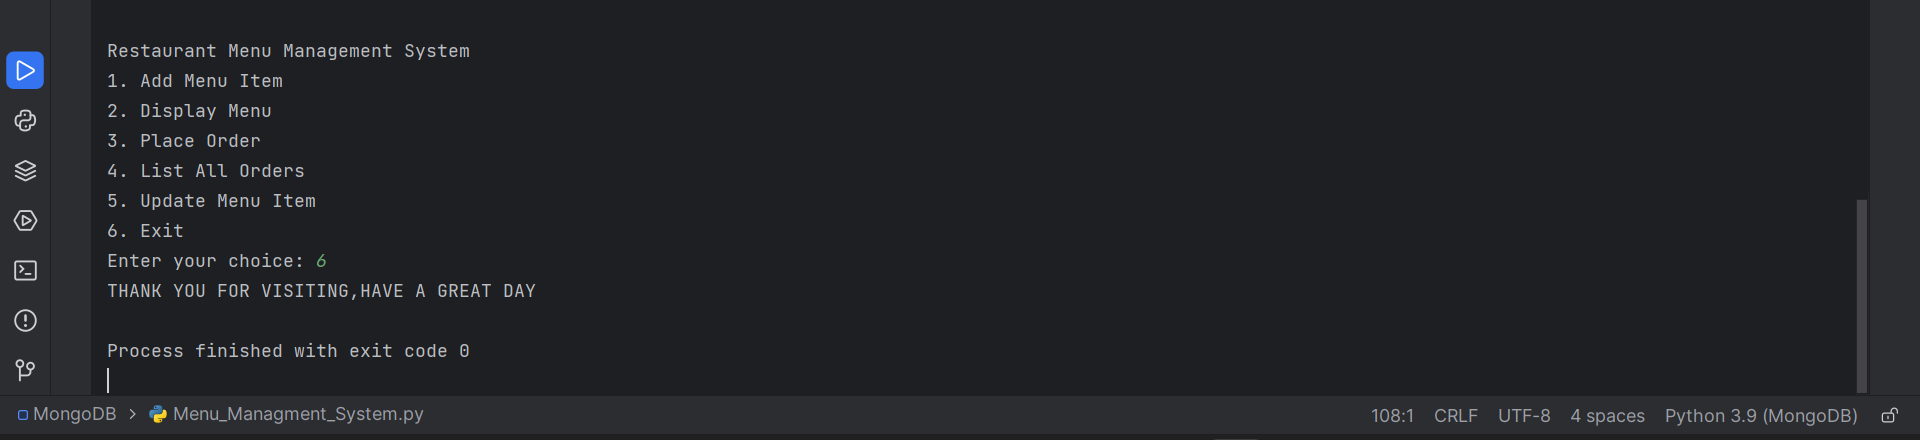 Restaurant Menu Management System
1. Add Menu Item
2. Display Menu
3. Place Order
4. List All Orders
5. Update Menu Item
6. Exit
Enter your choice: 6
THANK YOU FOR VISITING,HAVE A GREAT DAY
Process finished with exit code 0
MongoDB > Menu_Managment_System.py
108:1 CRLF UTF-8 4 spaces Python 3.9 (MongoDB)